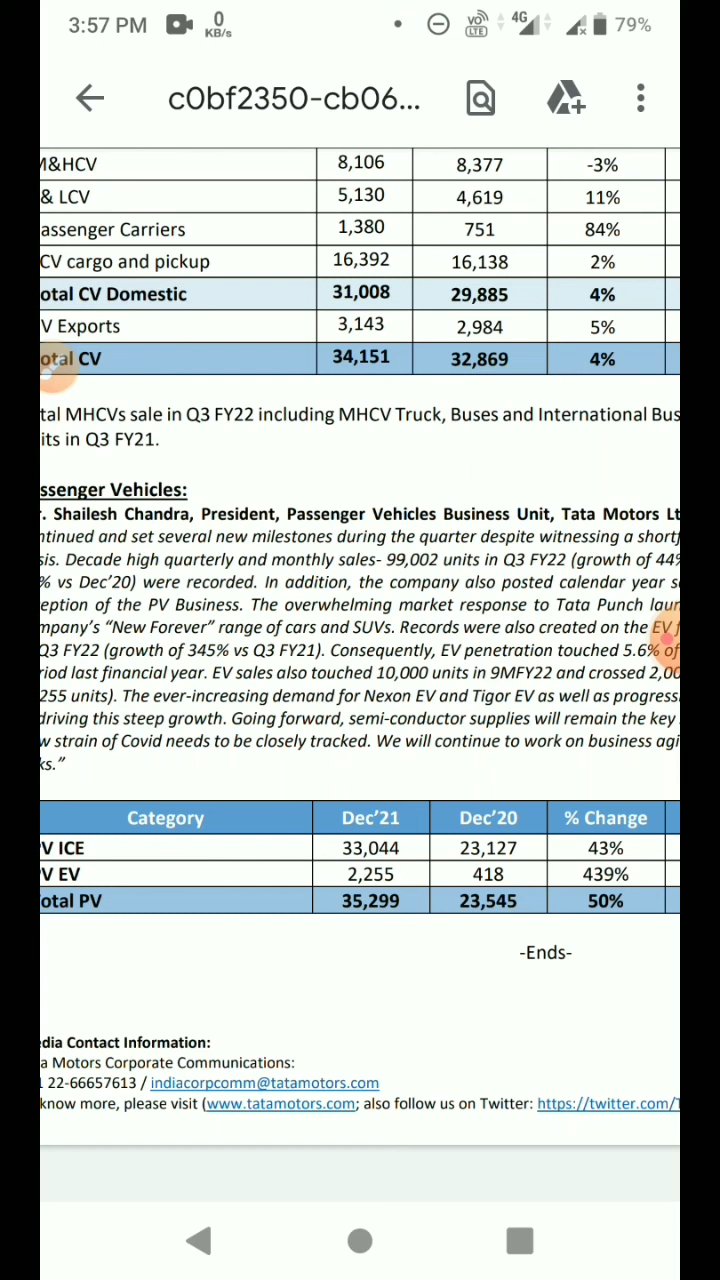 3:57 PM 0 KB/s VO LTE 4G 79%
c0bf2350-cb06...
M&HCV 8,106 8,377 -3%
& LCV 5,130 4,619 11%
assenger Carriers 1,380 751 84%
CV cargo and pickup 16,392 16,138 2%
otal CV Domestic 31,008 29,885 4%
V Exports 3,143 2,984 5%
otal CV 34,151 32,869 4%
tal MHCVs sale in Q3 FY22 including MHCV Truck, Buses and International Bus
its in Q3 FY21.
ssenger Vehicles:
. Shailesh Chandra, President, Passenger Vehicles Business Unit, Tata Motors Lt
ntinued and set several new milestones during the quarter despite witnessing a shortf
sis. Decade high quarterly and monthly sales- 99,002 units in Q3 FY22 (growth of 44%
% vs Dec'20) were recorded. In addition, the company also posted calendar year s
eption of the PV Business. The overwhelming market response to Tata Punch laun
mpany's "New Forever" range of cars and SUVs. Records were also created on the EV f
Q3 FY22 (growth of 345% vs Q3 FY21). Consequently, EV penetration touched 5.6% of
riod last financial year. EV sales also touched 10,000 units in 9MFY22 and crossed 2,00
255 units). The ever-increasing demand for Nexon EV and Tigor EV as well as progress
driving this steep growth. Going forward, semi-conductor supplies will remain the key
w strain of Covid needs to be closely tracked. We will continue to work on business agi
ks."
Category Dec'21 Dec'20 % Change
V ICE 33,044 23,127 43%
V EV 2,255 418 439%
otal PV 35,299 23,545 50%
-Ends-
edia Contact Information:
a Motors Corporate Communications:
1 22-66657613 / indiacorpcomm@tatamotors.com
know more, please visit (www.tatamotors.com; also follow us on Twitter: https://twitter.com/T